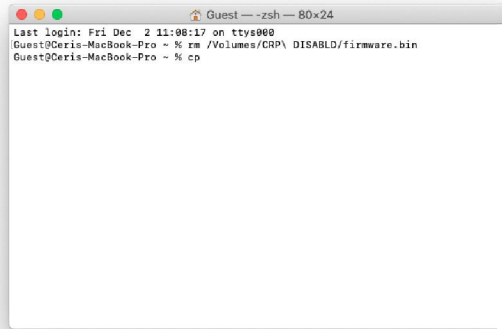 Guest — -zsh — 80×24
Last login: Fri Dec  2 11:08:17 on ttys000
[Guest@Ceris-MacBook-Pro ~ % rm /Volumes/CRP\ DISABLD/firmware.bin
Guest@Ceris-MacBook-Pro ~ % cp